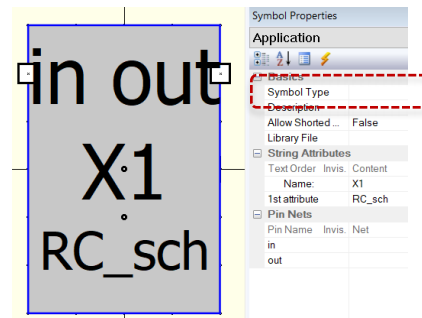 in out
X1
RC_sch
Symbol Properties
Application
Basics
Symbol Type
Description
Allow Shorted ... False
Library File
String Attributes
Text Order Invis. Content
Name: X1
1st attribute RC_sch
Pin Nets
Pin Name Invis. Net
in
out